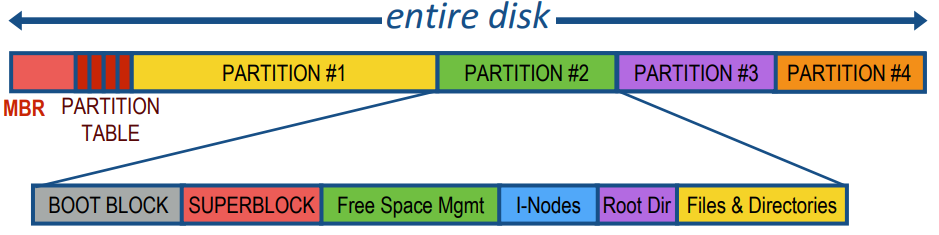 entire disk
PARTITION #1
PARTITION #2
PARTITION #3
PARTITION #4
MBR
PARTITION
TABLE
BOOT BLOCK
SUPERBLOCK
Free Space Mgmt
I-Nodes
Root Dir
Files & Directories